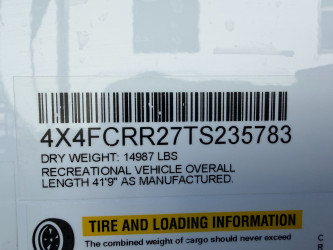 4X4FCRR27TS235783
DRY WEIGHT: 14987 LBS
RECREATIONAL VEHICLE OVERALL
LENGTH 41'9" AS MANUFACTURED.
TIRE AND LOADING INFORMATION
The combined weight of cargo should never exceed